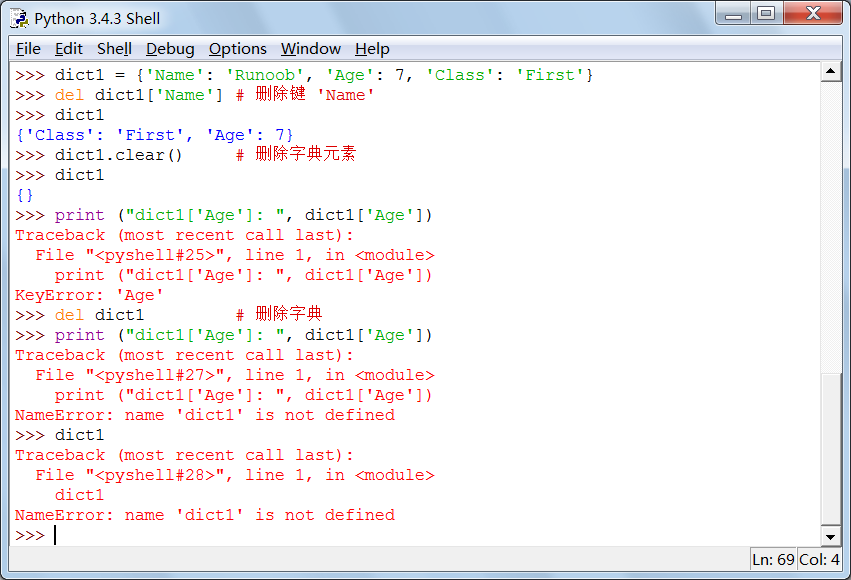 Python 3.4.3 Shell
File Edit Shell Debug Options Window Help
>>> dict1 = {'Name': 'Runoob', 'Age': 7, 'Class': 'First'}
>>> del dict1['Name'] # 删除键 'Name'
>>> dict1
{'Class': 'First', 'Age': 7}
>>> dict1.clear()     # 删除字典元素
>>> dict1
{}
>>> print ("dict1['Age']: ", dict1['Age'])
Traceback (most recent call last):
  File "<pyshell#25>", line 1, in <module>
    print ("dict1['Age']: ", dict1['Age'])
KeyError: 'Age'
>>> del dict1         # 删除字典
>>> print ("dict1['Age']: ", dict1['Age'])
Traceback (most recent call last):
  File "<pyshell#27>", line 1, in <module>
    print ("dict1['Age']: ", dict1['Age'])
NameError: name 'dict1' is not defined
>>> dict1
Traceback (most recent call last):
  File "<pyshell#28>", line 1, in <module>
    dict1
NameError: name 'dict1' is not defined
>>>
Ln: 69 Col: 4